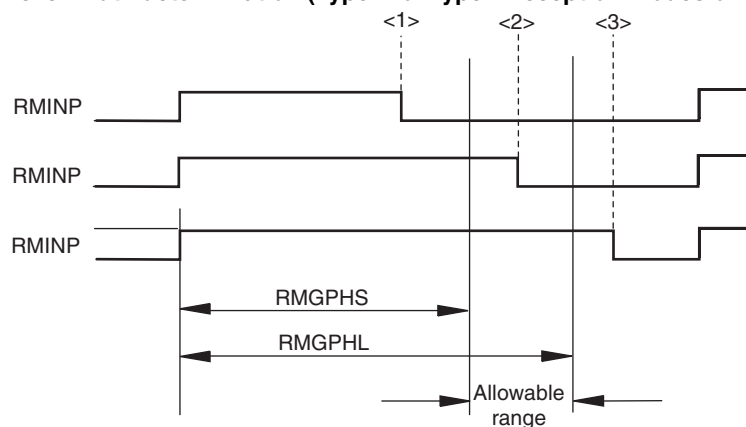 <1> <2> <3>
RMINP
RMINP
RMINP
RMGPHS
RMGPHL
Allowable
range